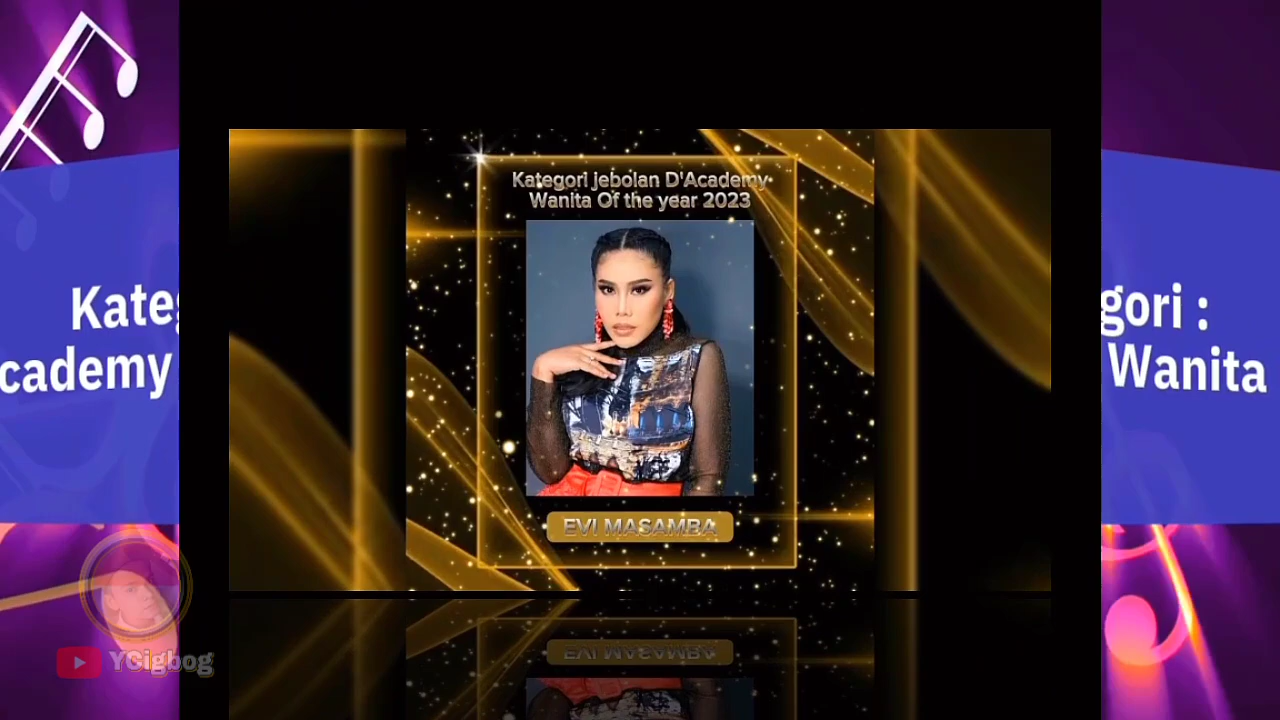 Kategori jebolan D'Academy
Wanita Of the year 2023
EVI MASAMBA
Kateg
cademy
gori :
Wanita
YCigbog